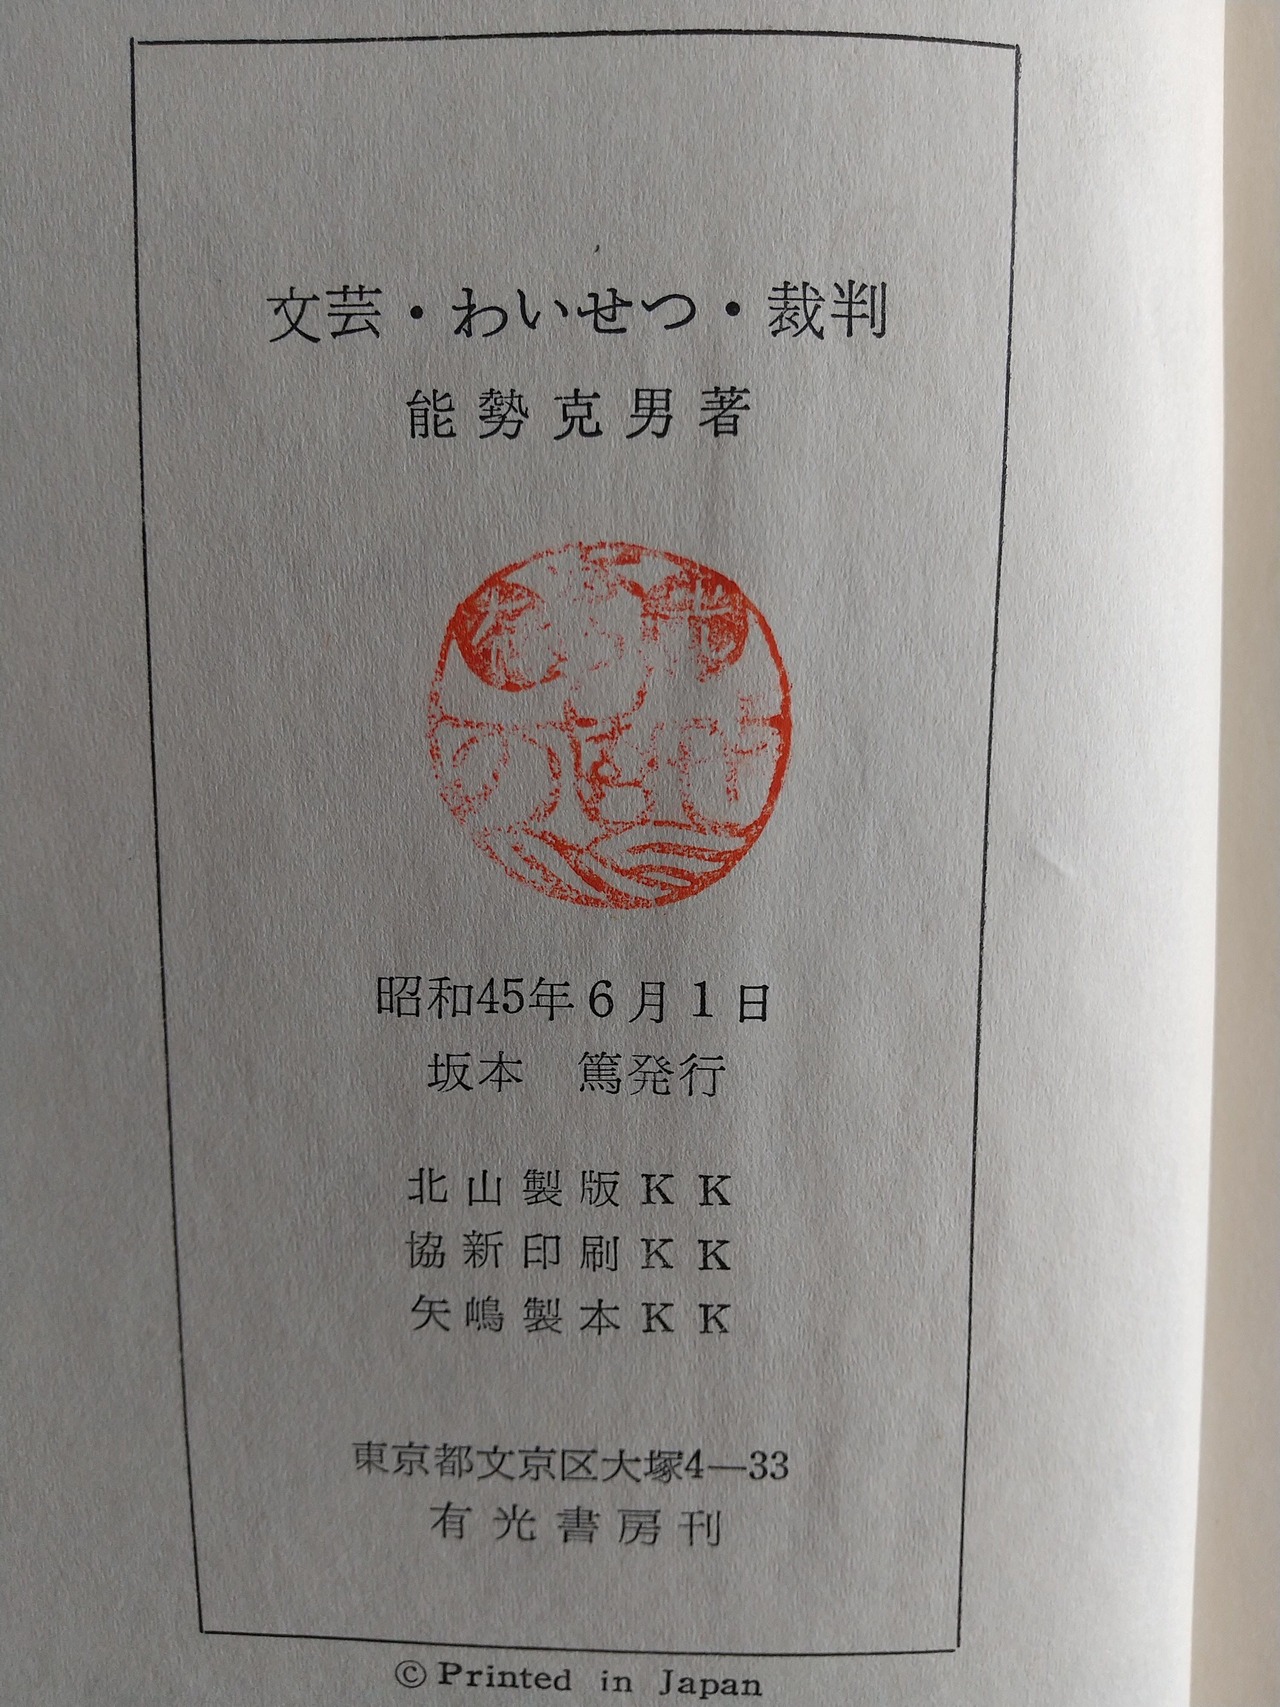 文芸・わいせつ・裁判
能勢克男著
昭和45年6月1日
坂本　篤発行
北山製版KK
協新印刷KK
矢嶋製本KK
東京都文京区大塚4—33
有光書房刊
© Printed in Japan